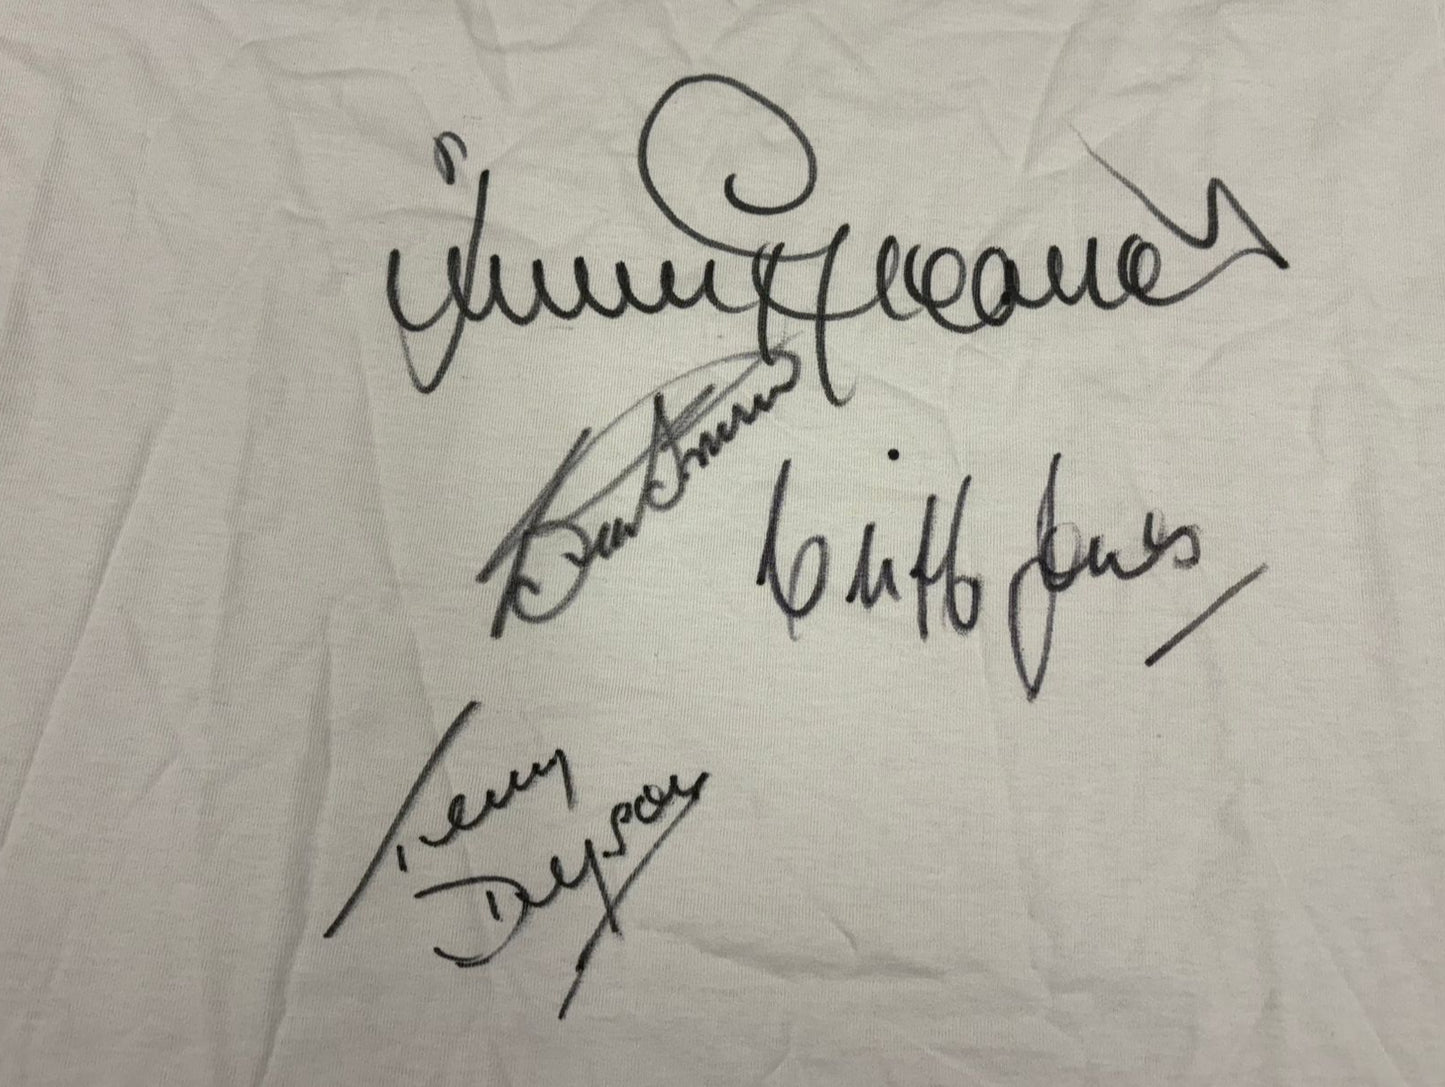 Jimmy Greaves
Cliff Jones
Terry
Dyson